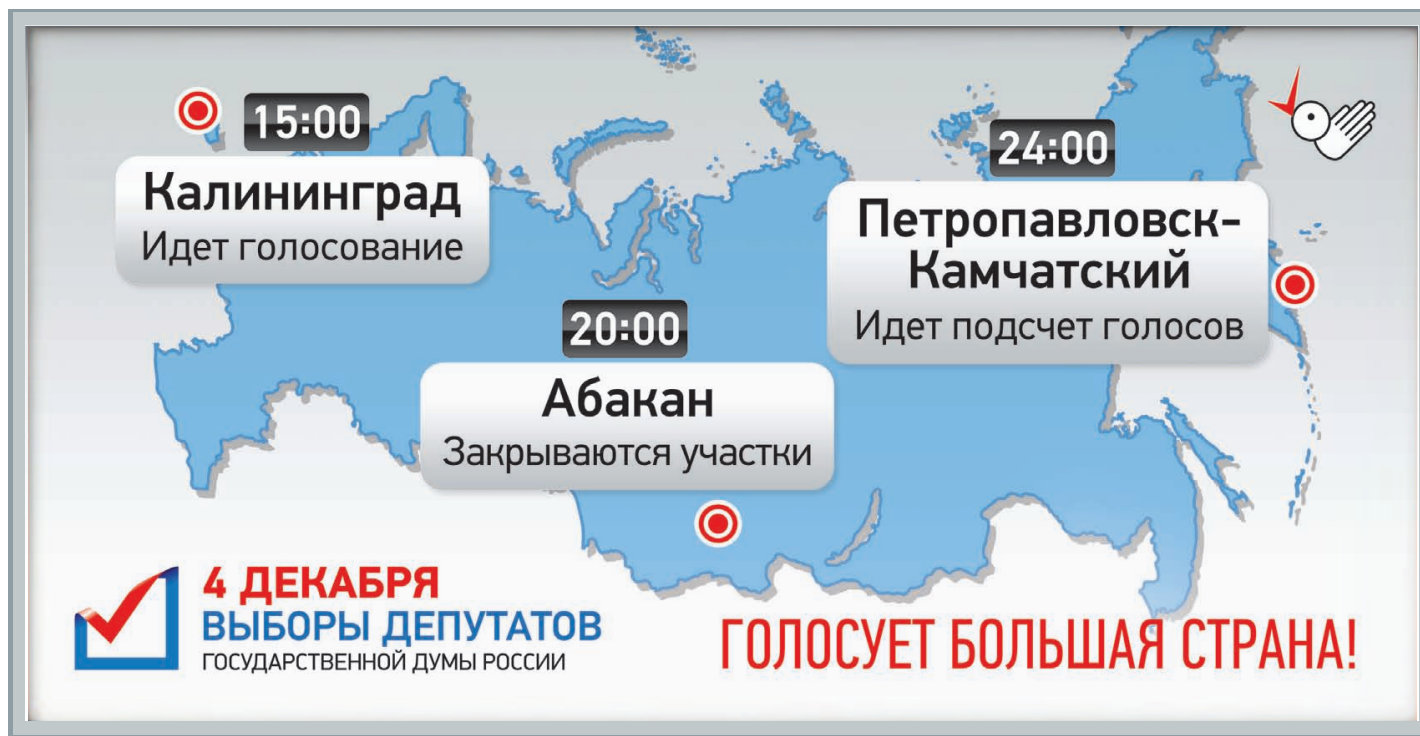 15:00
Калининград
Идет голосование
24:00
Петропавловск-
Камчатский
Идет подсчет голосов
20:00
Абакан
Закрываются участки
4 ДЕКАБРЯ
ВЫБОРЫ ДЕПУТАТОВ
ГОСУДАРСТВЕННОЙ ДУМЫ РОССИИ
ГОЛОСУЕТ БОЛЬШАЯ СТРАНА!